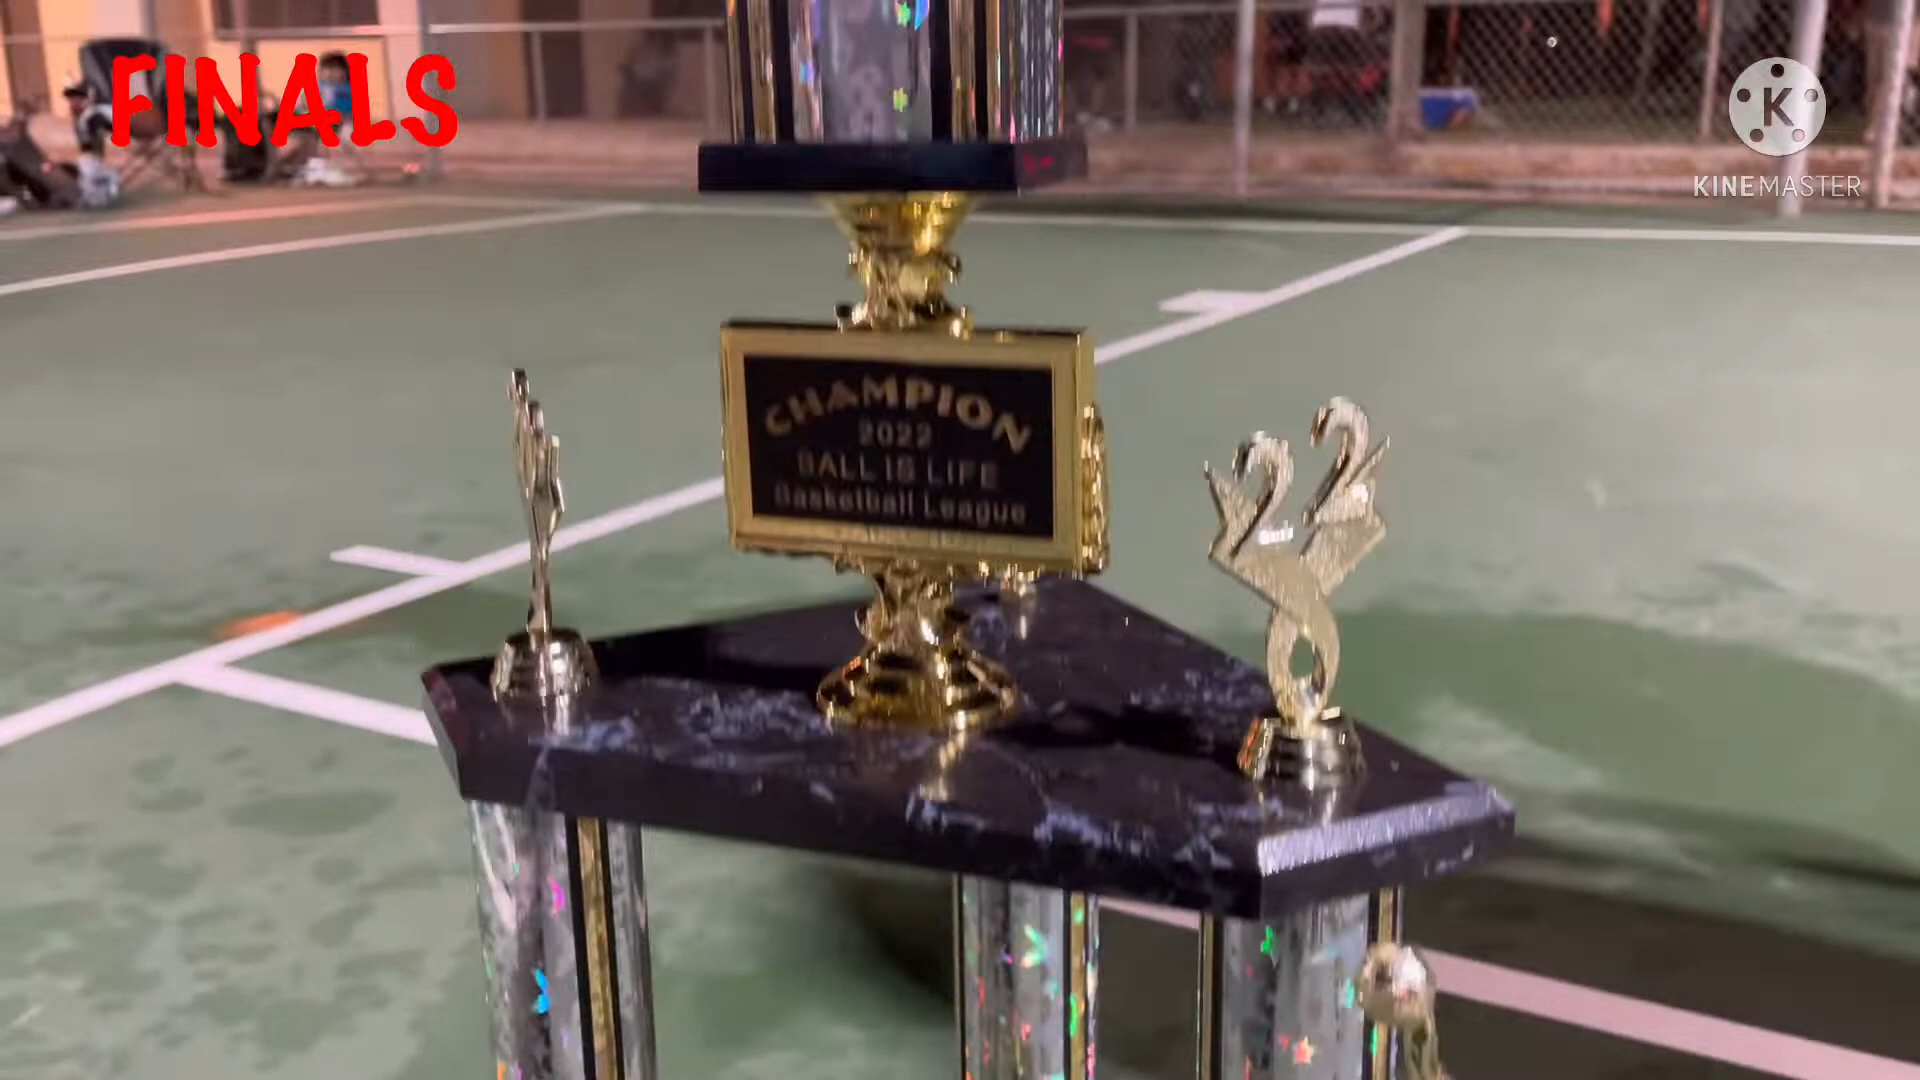 FINALS
K
KINEMASTER
CHAMPION
2022
BALL IS LIFE
Basketball League
22